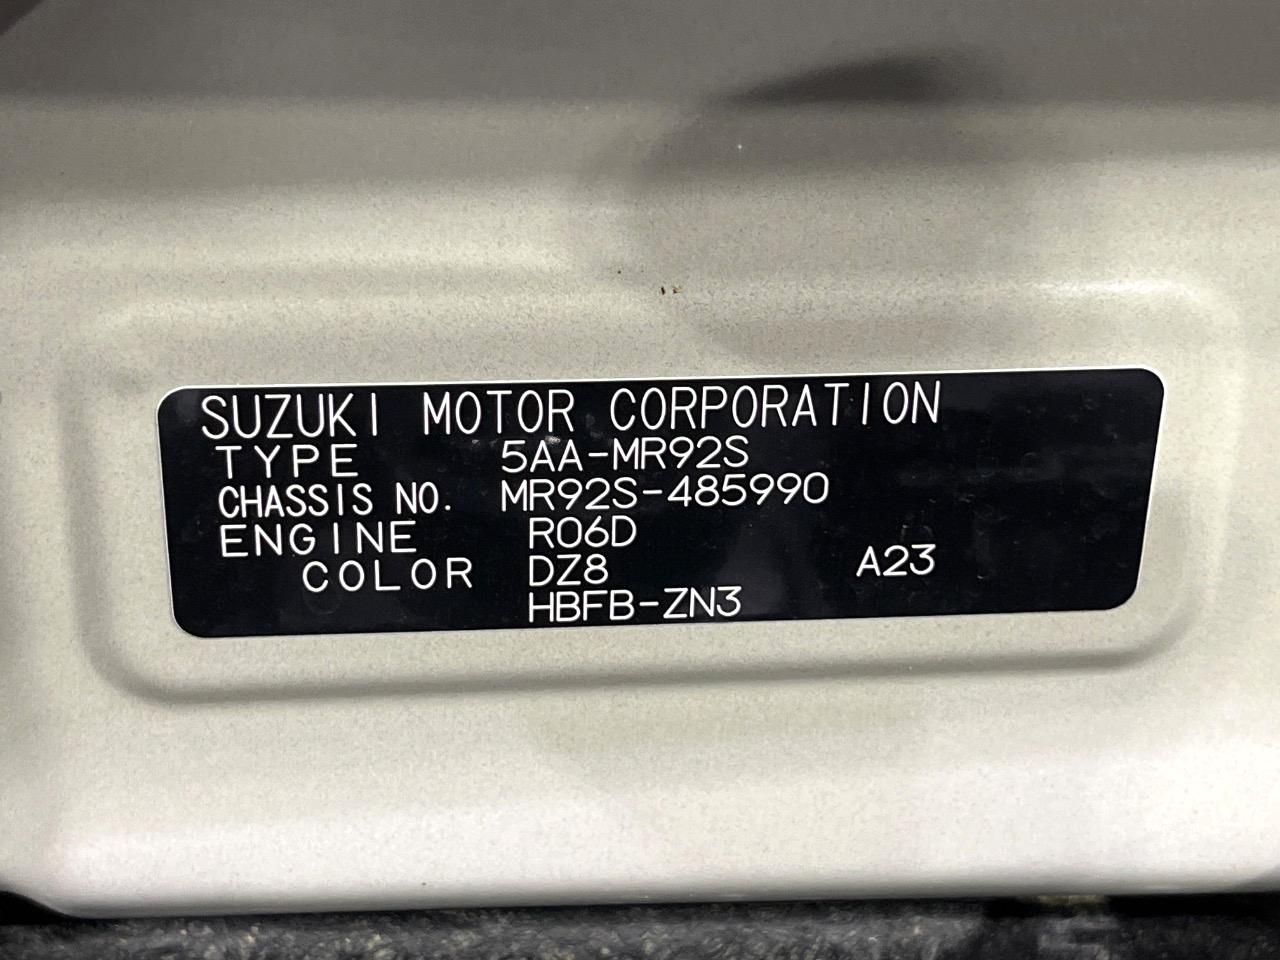 SUZUKI MOTOR CORPORATION
TYPE 5AA-MR92S
CHASSIS NO. MR92S-485990
ENGINE R06D
COLOR DZ8 A23
HBFB-ZN3